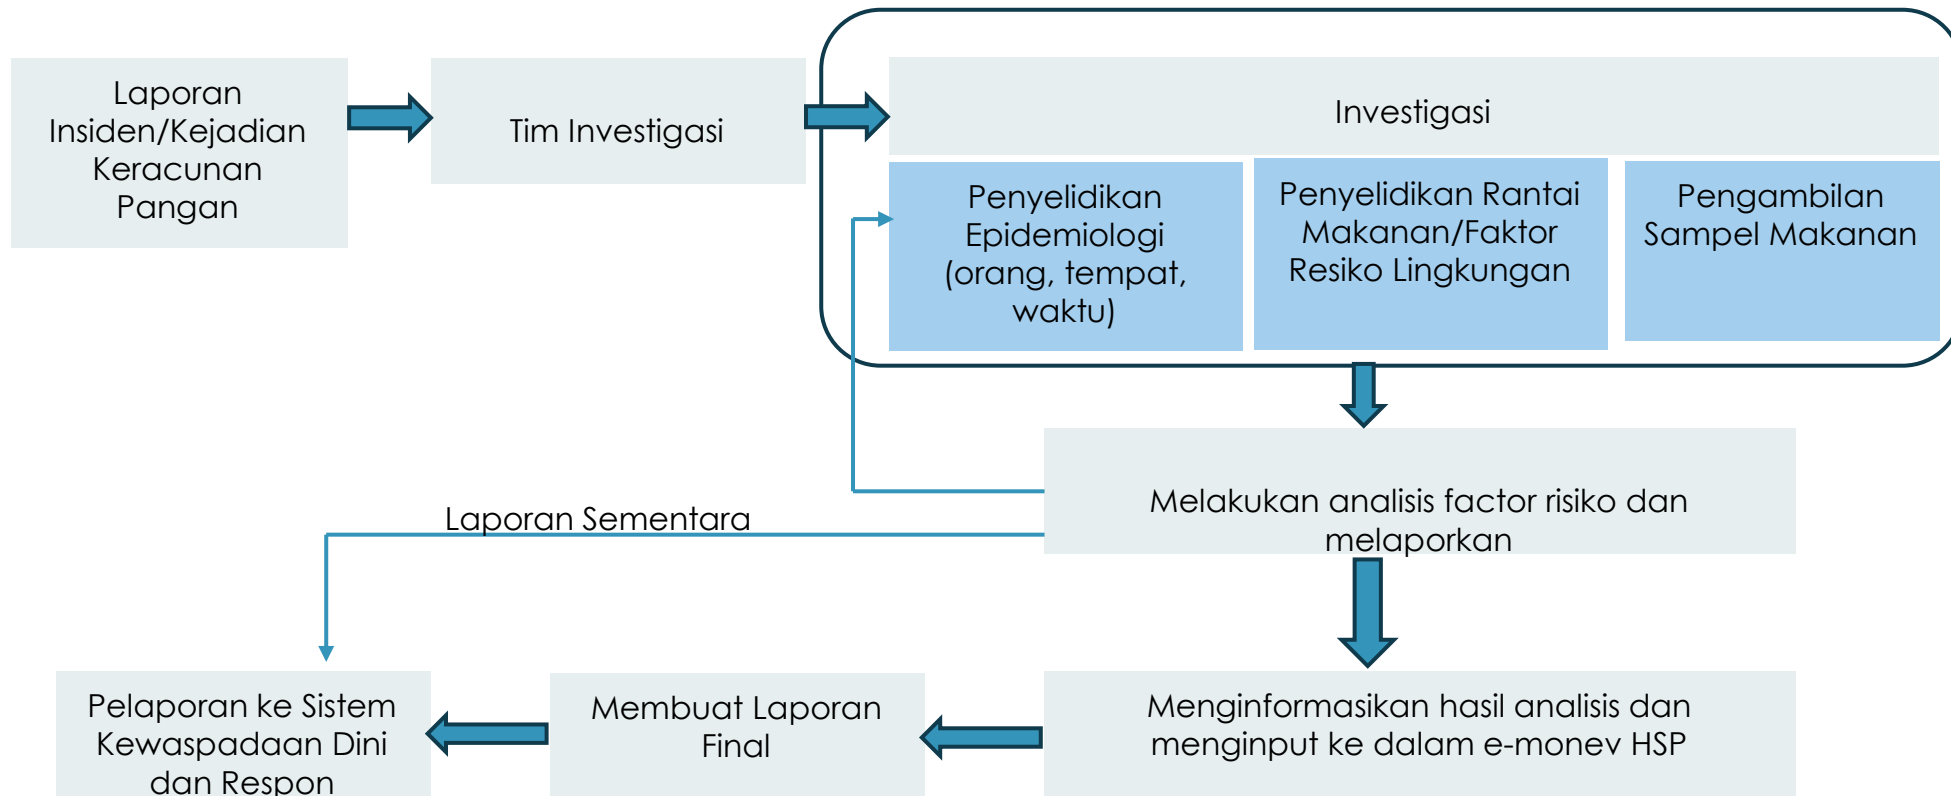 Laporan
Insiden/Kejadian
Keracunan
Pangan
Tim Investigasi
Investigasi
Penyelidikan
Epidemiologi
(orang, tempat,
waktu)
Penyelidikan Rantai
Makanan/Faktor
Resiko Lingkungan
Pengambilan
Sampel Makanan
Melakukan analisis factor risiko dan
melaporkan
Laporan Sementara
Pelaporan ke Sistem
Kewaspadaan Dini
dan Respon
Membuat Laporan
Final
Menginformasikan hasil analisis dan
menginput ke dalam e-monev HSP